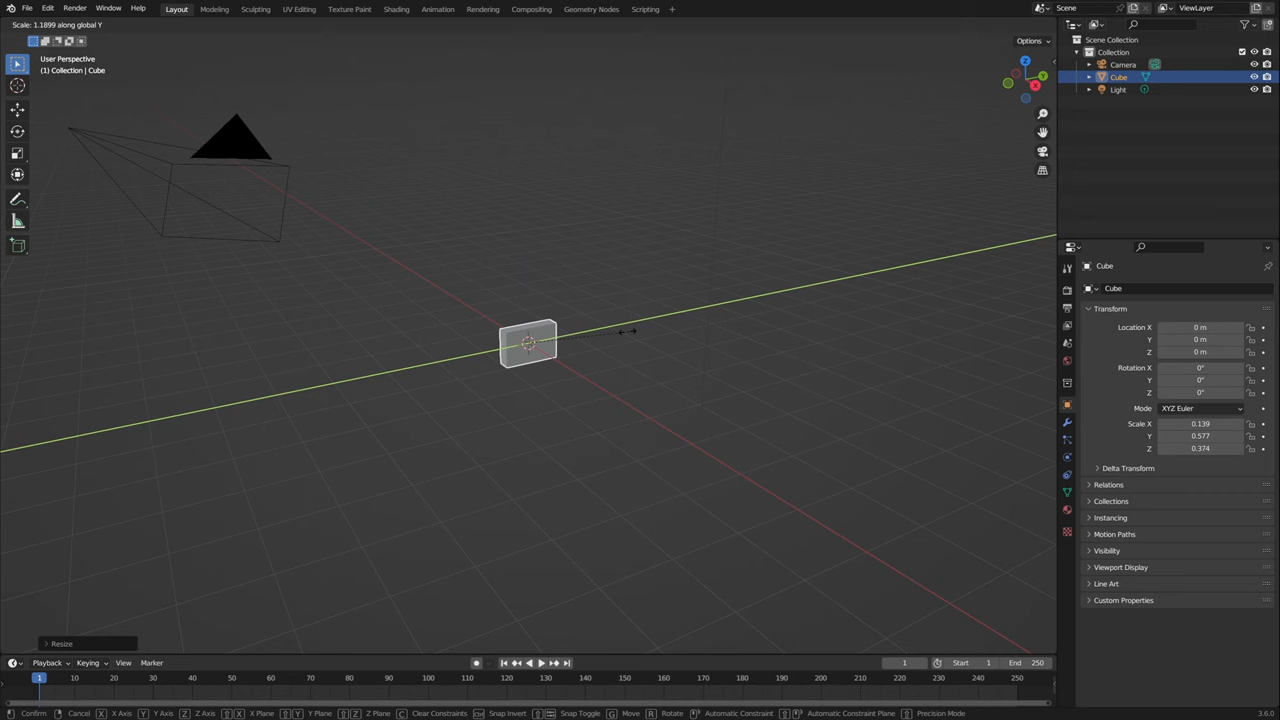 File Edit Render Window Help Layout Modeling Sculpting UV Editing Texture Paint Shading Animation Rendering Compositing Geometry Nodes Scripting + Scene ViewLayer
Scale: 1.1899 along global Y
Options
User Perspective
(1) Collection | Cube
Z
Y
X
Scene Collection
Collection
Camera
Cube
Light
Cube
Cube
Transform
Location X 0 m
Y 0 m
Z 0 m
Rotation X 0°
Y 0°
Z 0°
Mode XYZ Euler
Scale X 0.139
Y 0.577
Z 0.374
Delta Transform
Relations
Collections
Instancing
Motion Paths
Visibility
Viewport Display
Line Art
Custom Properties
Resize
Playback Keying View Marker 1 Start 1 End 250
1 10 20 30 40 50 60 70 80 90 100 110 120 130 140 150 160 170 180 190 200 210 220 230 240 250
Confirm Cancel X X Axis Y Y Axis Z Z Axis X X Plane Y Y Plane Z Z Plane C Clear Constraints Ctrl Snap Invert Snap Toggle G Move R Rotate Automatic Constraint Automatic Constraint Plane Precision Mode 3.6.0